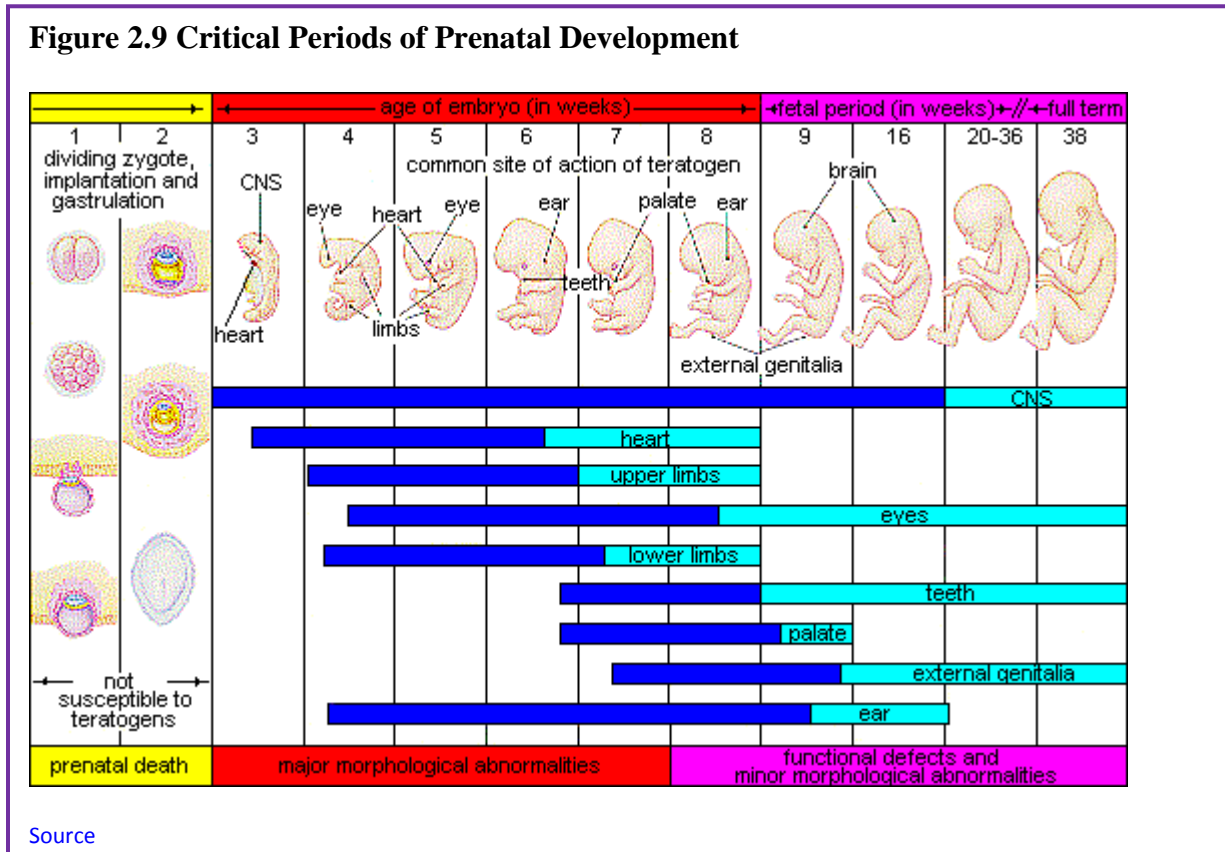 Figure 2.9 Critical Periods of Prenatal Development
age of embryo (in weeks)
fetal period (in weeks)
full term
1 2 3 4 5 6 7 8 9 16 20-36 38
dividing zygote,
implantation and
gastrulation
common site of action of teratogen
CNS
eye
heart
eye
ear
palate
ear
brain
heart
limbs
teeth
external genitalia
CNS
heart
upper limbs
eyes
lower limbs
teeth
palate
external genitalia
ear
not
susceptible to
teratogens
prenatal death
major morphological abnormalities
functional defects and
minor morphological abnormalities
Source